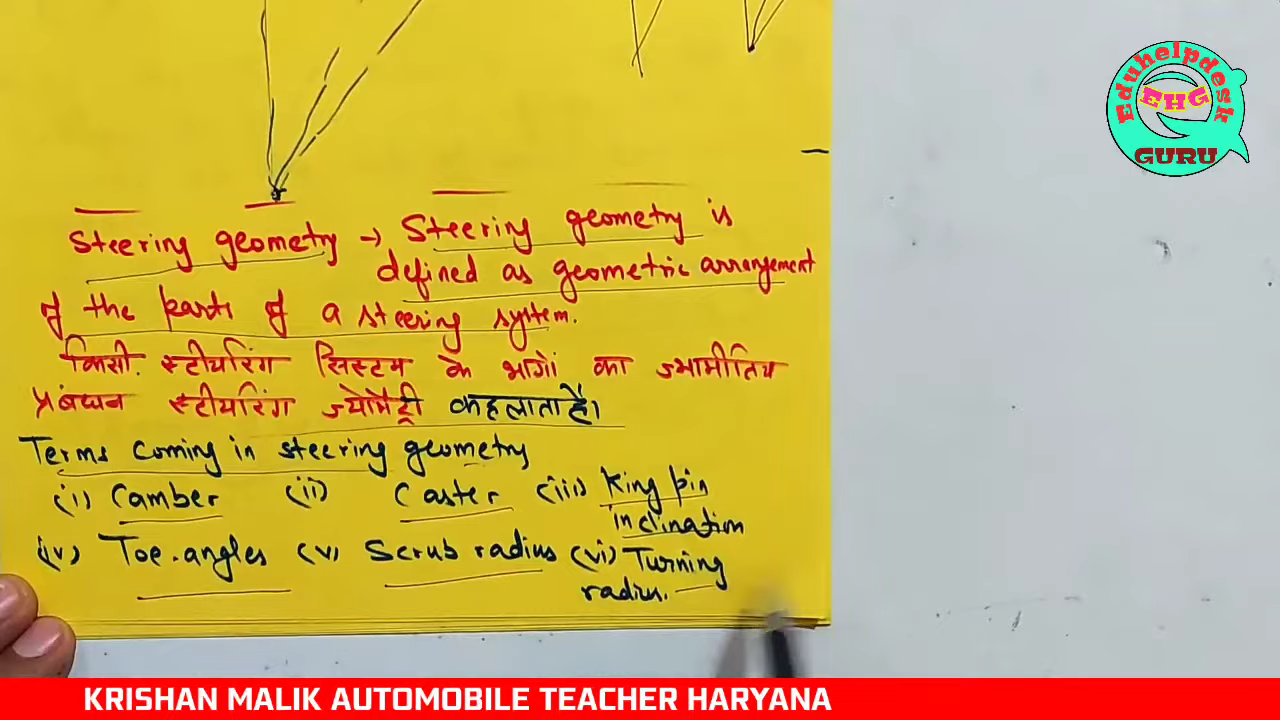 Eduhelpdesk
EHG
GURU
Steering geometry → Steering geometry is
defined as geometric arrangement
of the parts of a steering system.
किसी स्टीयरिंग सिस्टम के भागों का ज्यामीतिय
प्रबंधन स्टीयरिंग ज्योमैट्री कहलाता है।
Terms coming in steering geometry
(i) Camber (ii) Caster (iii) King pin
inclination
(iv) Toe-angles (v) Scrub radius (vi) Turning
radius.
KRISHAN MALIK AUTOMOBILE TEACHER HARYANA